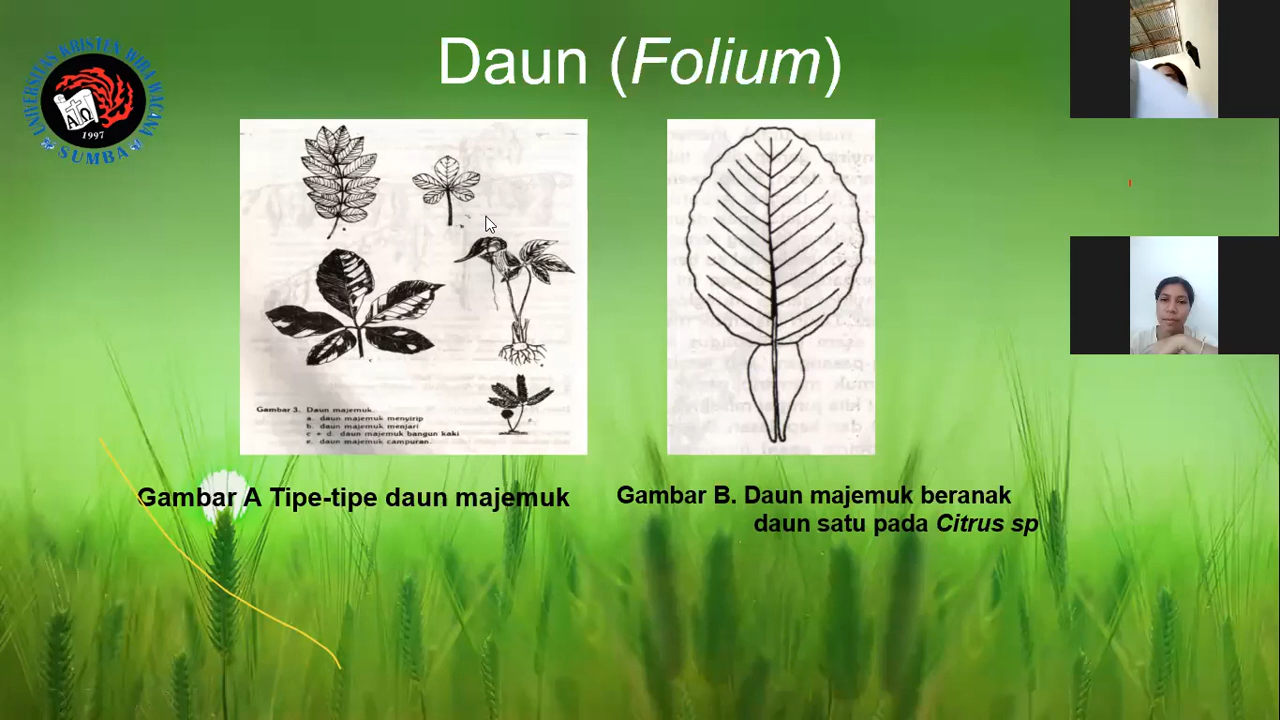 Daun (Folium)
UNIVERSITAS KRISTEN WIRA WACANA
1997
SUMBA
Gambar 3. Daun majemuk.
a. daun majemuk menyirip
b. daun majemuk menjari
c + d. daun majemuk bangun kaki
e. daun majemuk campuran.
Gambar A Tipe-tipe daun majemuk
Gambar B. Daun majemuk beranak
daun satu pada Citrus sp